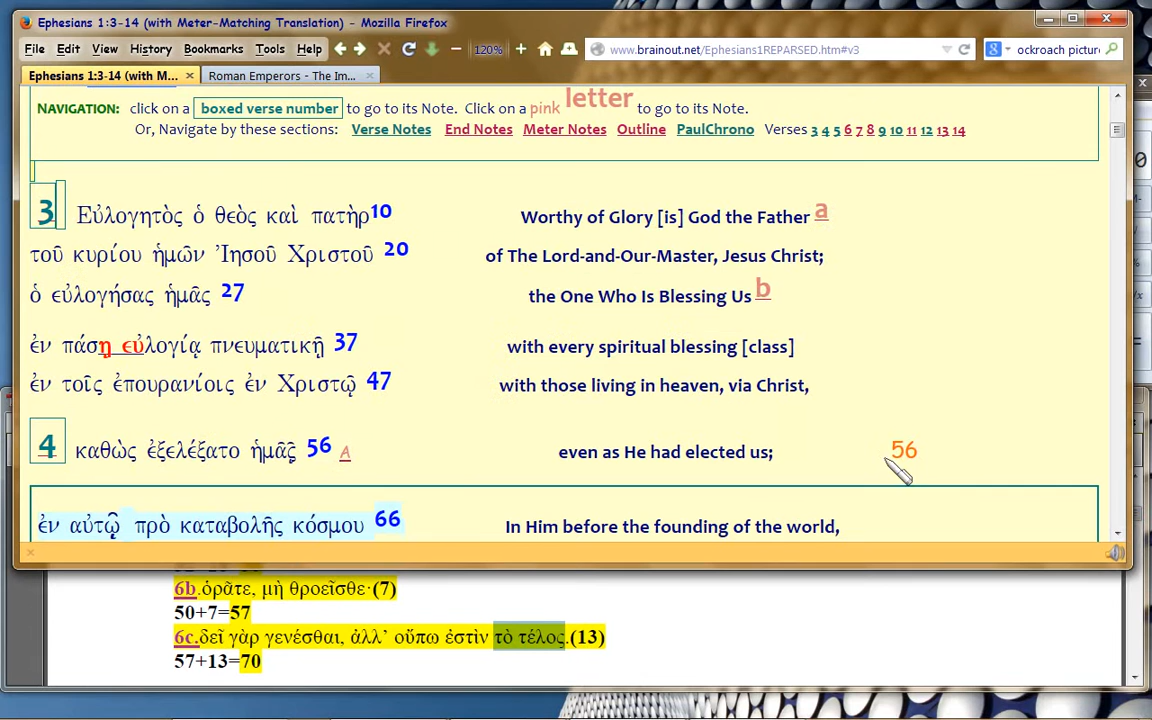 Ephesians 1:3-14 (with Meter-Matching Translation) - Mozilla Firefox
File Edit View History Bookmarks Tools Help 120% www.brainout.net/Ephesians1REPARSED.htm#v3 ockroach picture
Ephesians 1:3-14 (with M... × Roman Emperors - The Im... ×
NAVIGATION: click on a boxed verse number to go to its Note. Click on a pink letter to go to its Note.
Or, Navigate by these sections: Verse Notes End Notes Meter Notes Outline PaulChrono Verses 3 4 5 6 7 8 9 10 11 12 13 14
3 Εὐλογητὸς ὁ θεὸς καὶ πατὴρ10 Worthy of Glory [is] God the Father a
τοῦ κυρίου ἡμῶν Ἰησοῦ Χριστοῦ 20 of The Lord-and-Our-Master, Jesus Christ;
ὁ εὐλογήσας ἡμᾶς 27 the One Who Is Blessing Us b
ἐν πάσῃ εὐλογίᾳ πνευματικῇ 37 with every spiritual blessing [class]
ἐν τοῖς ἐπουρανίοις ἐν Χριστῷ 47 with those living in heaven, via Christ,
4 καθὼς ἐξελέξατο ἡμᾶς 56 A even as He had elected us; 56
ἐν αὐτῷ πρὸ καταβολῆς κόσμου 66 In Him before the founding of the world,
6b.ὁρᾶτε, μὴ θροεῖσθε·(7)
50+7=57
6c.δεῖ γὰρ γενέσθαι, ἀλλ’ οὔπω ἐστὶν τὸ τέλος.(13)
57+13=70